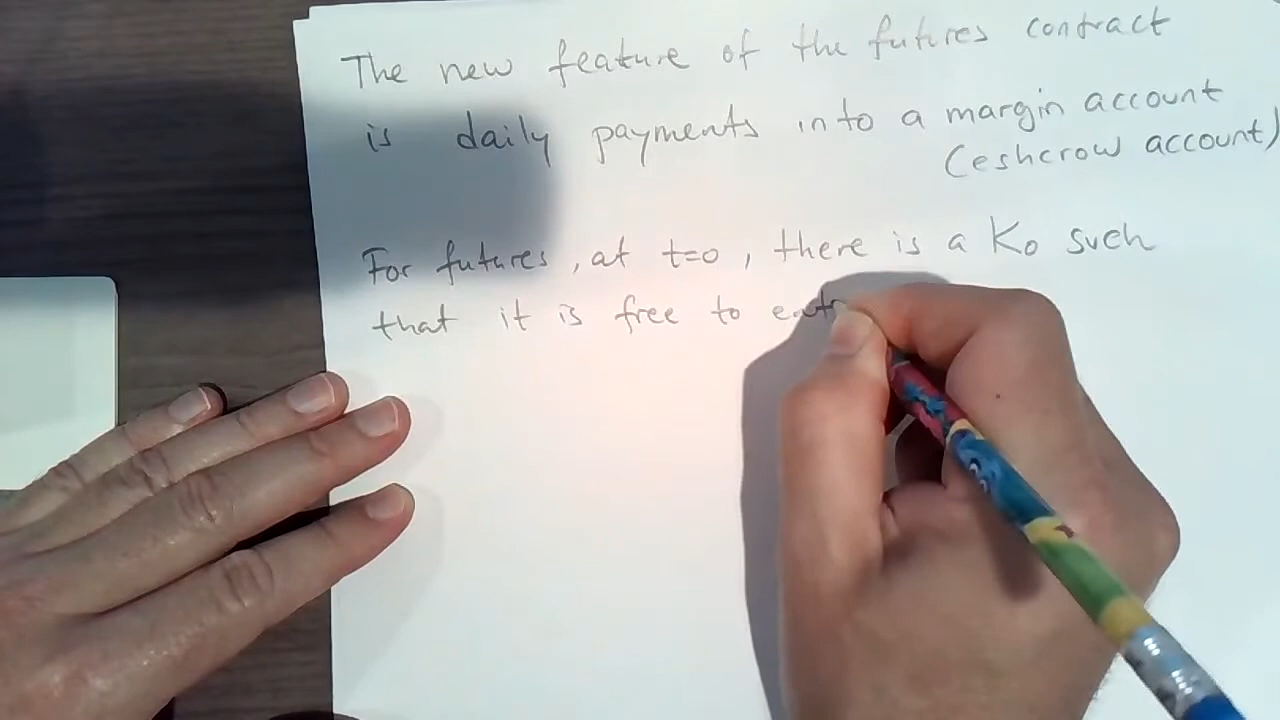 The new feature of the futures contract
is daily payments into a margin account
(eshcrow account)
For futures, at t=0, there is a K₀ such
that it is free to